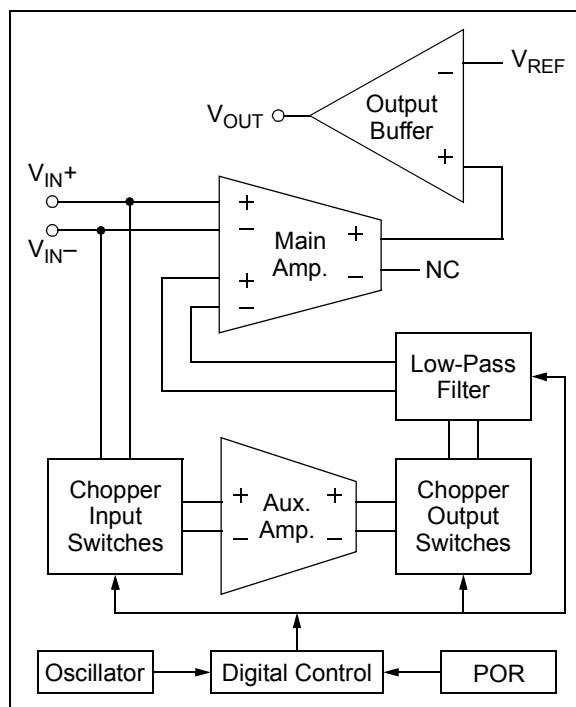 V_REF
Output
Buffer
−
+
V_OUT
V_IN+
V_IN−
+
−
+
−
Main
Amp.
+
−
NC
Low-Pass
Filter
Chopper
Input
Switches
+
−
Aux.
Amp.
+
−
Chopper
Output
Switches
Oscillator
Digital Control
POR